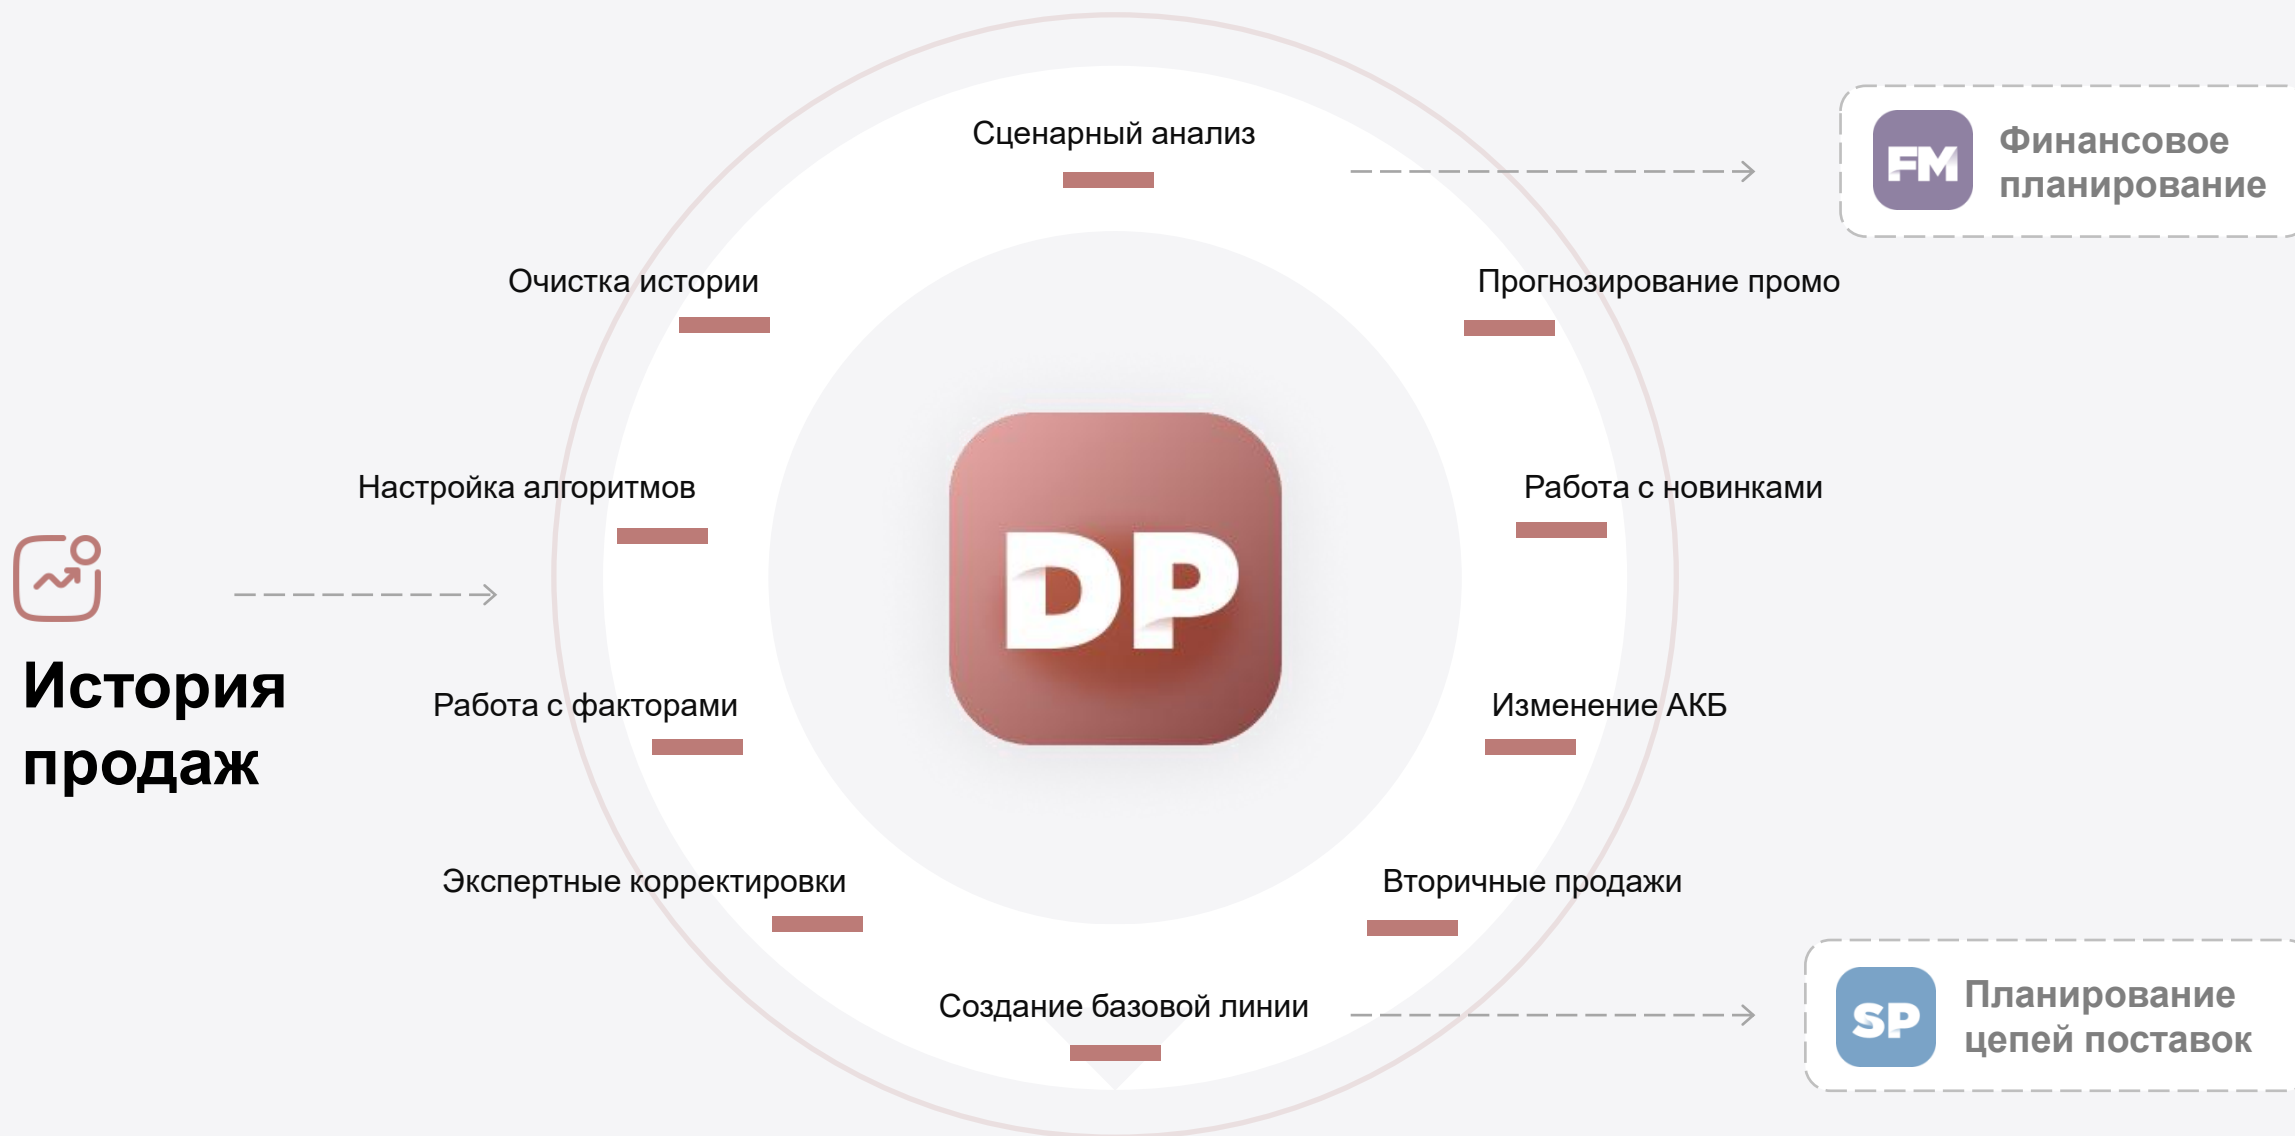 Сценарный анализ
FM
Финансовое
планирование
Очистка истории
Прогнозирование промо
Настройка алгоритмов
Работа с новинками
DP
История
продаж
Работа с факторами
Изменение АКБ
Экспертные корректировки
Вторичные продажи
Создание базовой линии
SP
Планирование
цепей поставок